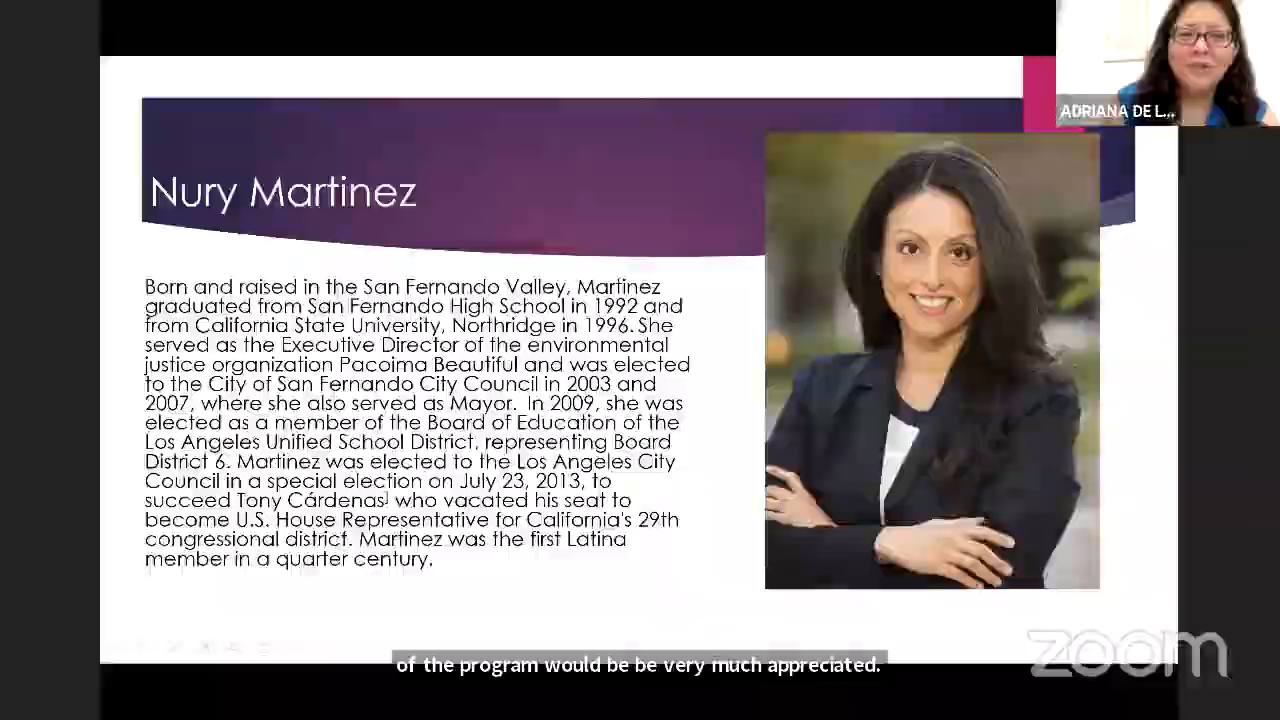 ADRIANA DE L...
Nury Martinez
Born and raised in the San Fernando Valley, Martinez
graduated from San Fernando High School in 1992 and
from California State University, Northridge in 1996. She
served as the Executive Director of the environmental
justice organization Pacoima Beautiful and was elected
to the City of San Fernando City Council in 2003 and
2007, where she also served as Mayor. In 2009, she was
elected as a member of the Board of Education of the
Los Angeles Unified School District, representing Board
District 6. Martinez was elected to the Los Angeles City
Council in a special election on July 23, 2013, to
succeed Tony Cárdenas] who vacated his seat to
become U.S. House Representative for California's 29th
congressional district. Martinez was the first Latina
member in a quarter century.
zoom
of the program would be be very much appreciated.